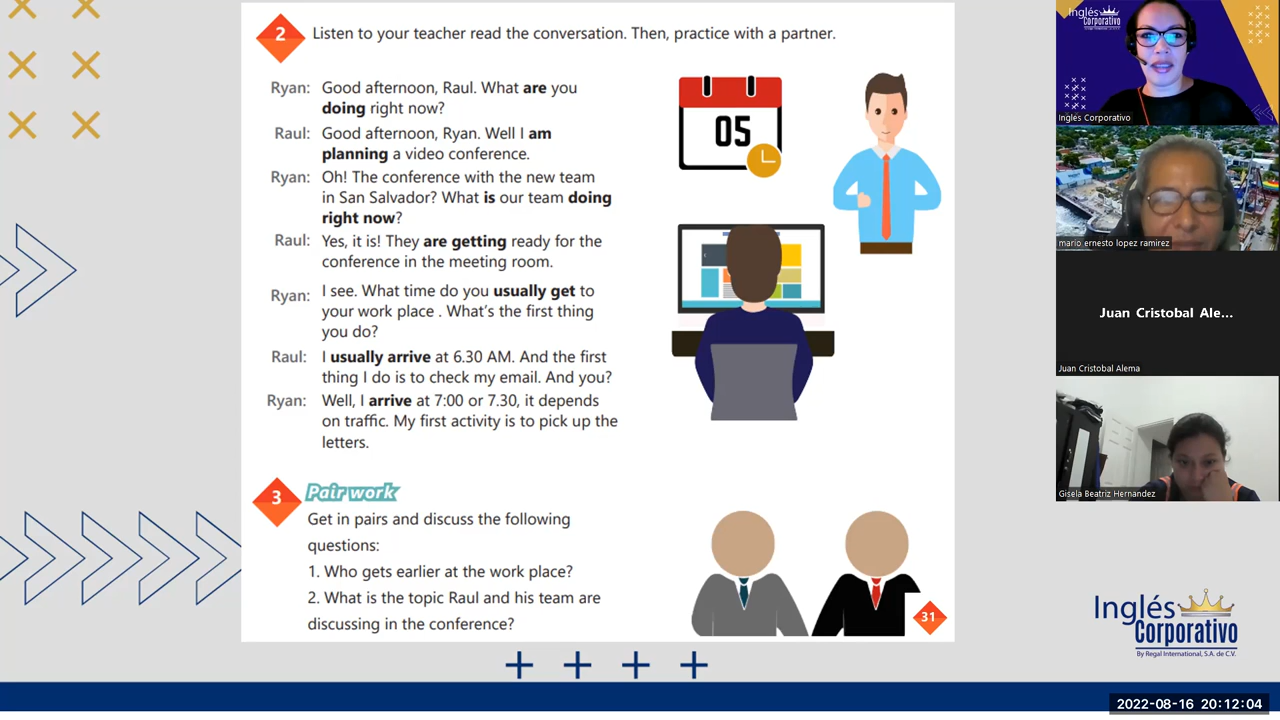 2 Listen to your teacher read the conversation. Then, practice with a partner.
Ryan: Good afternoon, Raul. What are you
doing right now?
Raul: Good afternoon, Ryan. Well I am
planning a video conference.
Ryan: Oh! The conference with the new team
in San Salvador? What is our team doing
right now?
Raul: Yes, it is! They are getting ready for the
conference in the meeting room.
Ryan: I see. What time do you usually get to
your work place . What's the first thing
you do?
Raul: I usually arrive at 6.30 AM. And the first
thing I do is to check my email. And you?
Ryan: Well, I arrive at 7:00 or 7.30, it depends
on traffic. My first activity is to pick up the
letters.
05
3 Pair work
Get in pairs and discuss the following
questions:
1. Who gets earlier at the work place?
2. What is the topic Raul and his team are
discussing in the conference?
31
Inglés
Corporativo
Inglés Corporativo
mario ernesto lopez ramirez
Juan Cristobal Ale...
Juan Cristobal Alema
Gisela Beatriz Hernandez
Inglés
Corporativo
By Regal International, S.A. de C.V.
2022-08-16 20:12:04